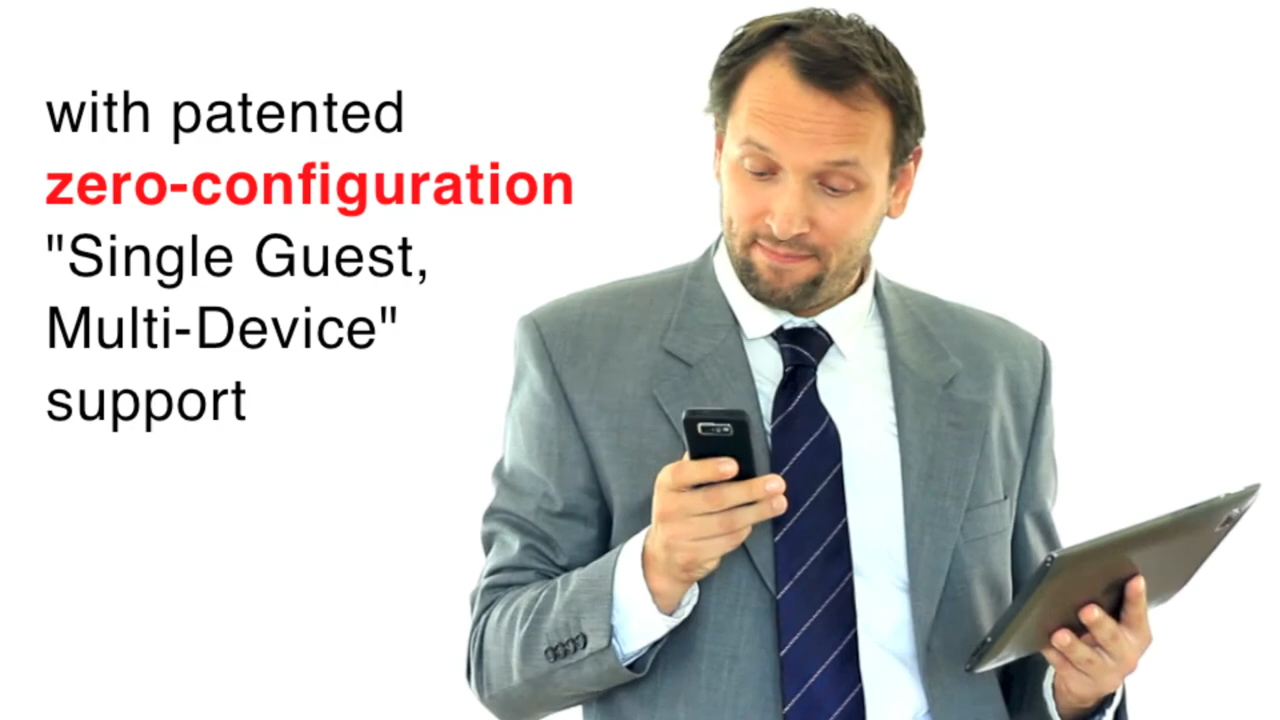 with patented
zero-configuration
"Single Guest,
Multi-Device"
support